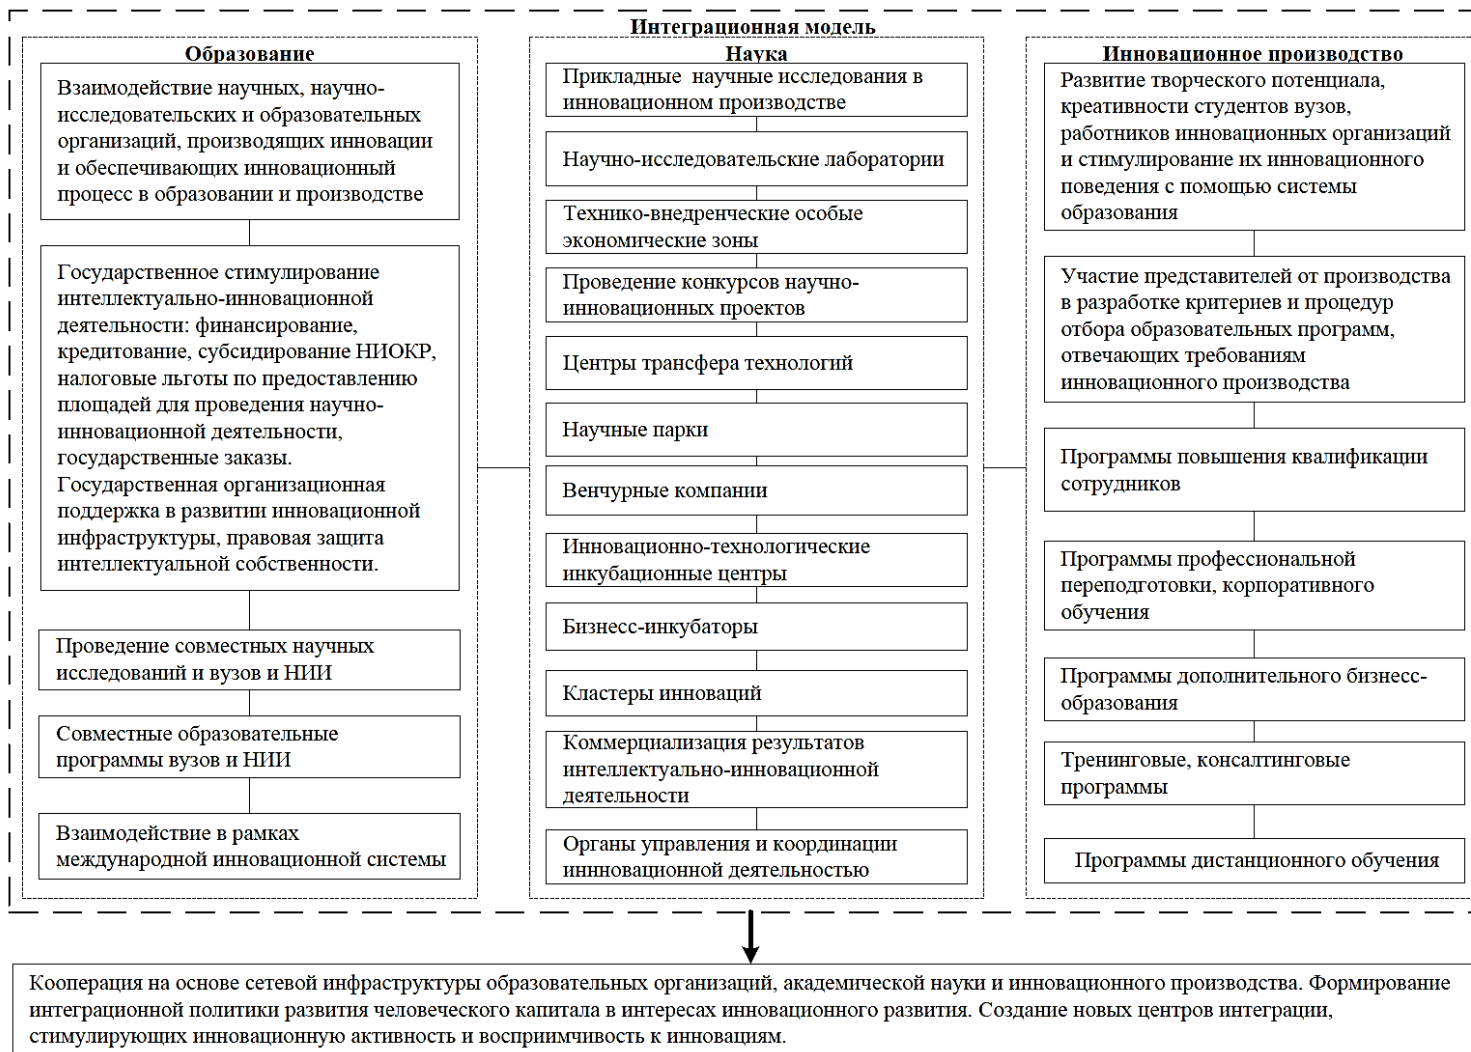 Интеграционная модель
Образование
Взаимодействие научных, научно-
исследовательских и образовательных
организаций, производящих инновации
и обеспечивающих инновационный
процесс в образовании и производстве
Государственное стимулирование
интеллектуально-инновационной
деятельности: финансирование,
кредитование, субсидирование НИОКР,
налоговые льготы по предоставлению
площадей для проведения научно-
инновационной деятельности,
государственные заказы.
Государственная организационная
поддержка в развитии инновационной
инфраструктуры, правовая защита
интеллектуальной собственности.
Проведение совместных научных
исследований и вузов и НИИ
Совместные образовательные
программы вузов и НИИ
Взаимодействие в рамках
международной инновационной системы
Наука
Прикладные научные исследования в
инновационном производстве
Научно-исследовательские лаборатории
Технико-внедренческие особые
экономические зоны
Проведение конкурсов научно-
инновационных проектов
Центры трансфера технологий
Научные парки
Венчурные компании
Инновационно-технологические
инкубационные центры
Бизнесс-инкубаторы
Кластеры инноваций
Коммерциализация результатов
интеллектуально-инновационной
деятельности
Органы управления и координации
иннновационной деятельностью
Инновационное производство
Развитие творческого потенциала,
креативности студентов вузов,
работников инновационных организаций
и стимулирование их инновационного
поведения с помощью системы
образования
Участие представителей от производства
в разработке критериев и процедур
отбора образовательных программ,
отвечающих требованиям
инновационного производства
Программы повышения квалификации
сотрудников
Программы профессиональной
переподготовки, корпоративного
обучения
Программы дополнительного бизнесс-
образования
Тренинговые, консалтинговые
программы
Программы дистанционного обучения
Кооперация на основе сетевой инфраструктуры образовательных организаций, академической науки и инновационного производства. Формирование
интеграционной политики развития человеческого капитала в интересах инновационного развития. Создание новых центров интеграции,
стимулирующих инновационную активность и восприимчивость к инновациям.